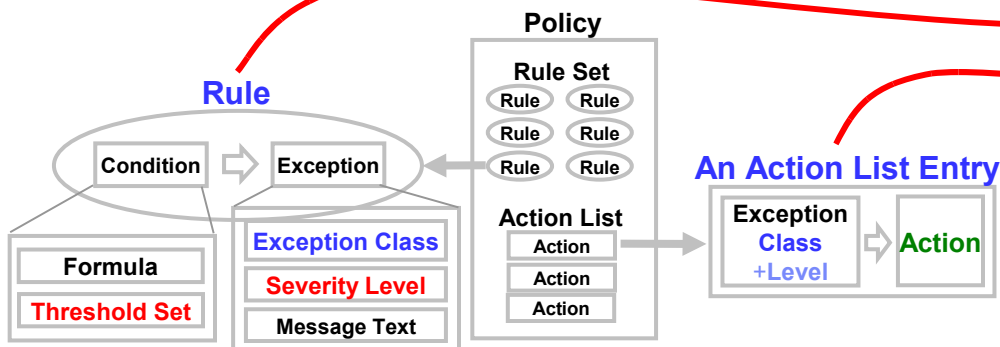 Policy
Rule Set
Rule Rule
Rule Rule
Rule Rule
Action List
Action
Action
Action
Rule
Condition
Exception
Formula
Threshold Set
Exception Class
Severity Level
Message Text
An Action List Entry
Exception
Class
+Level
Action